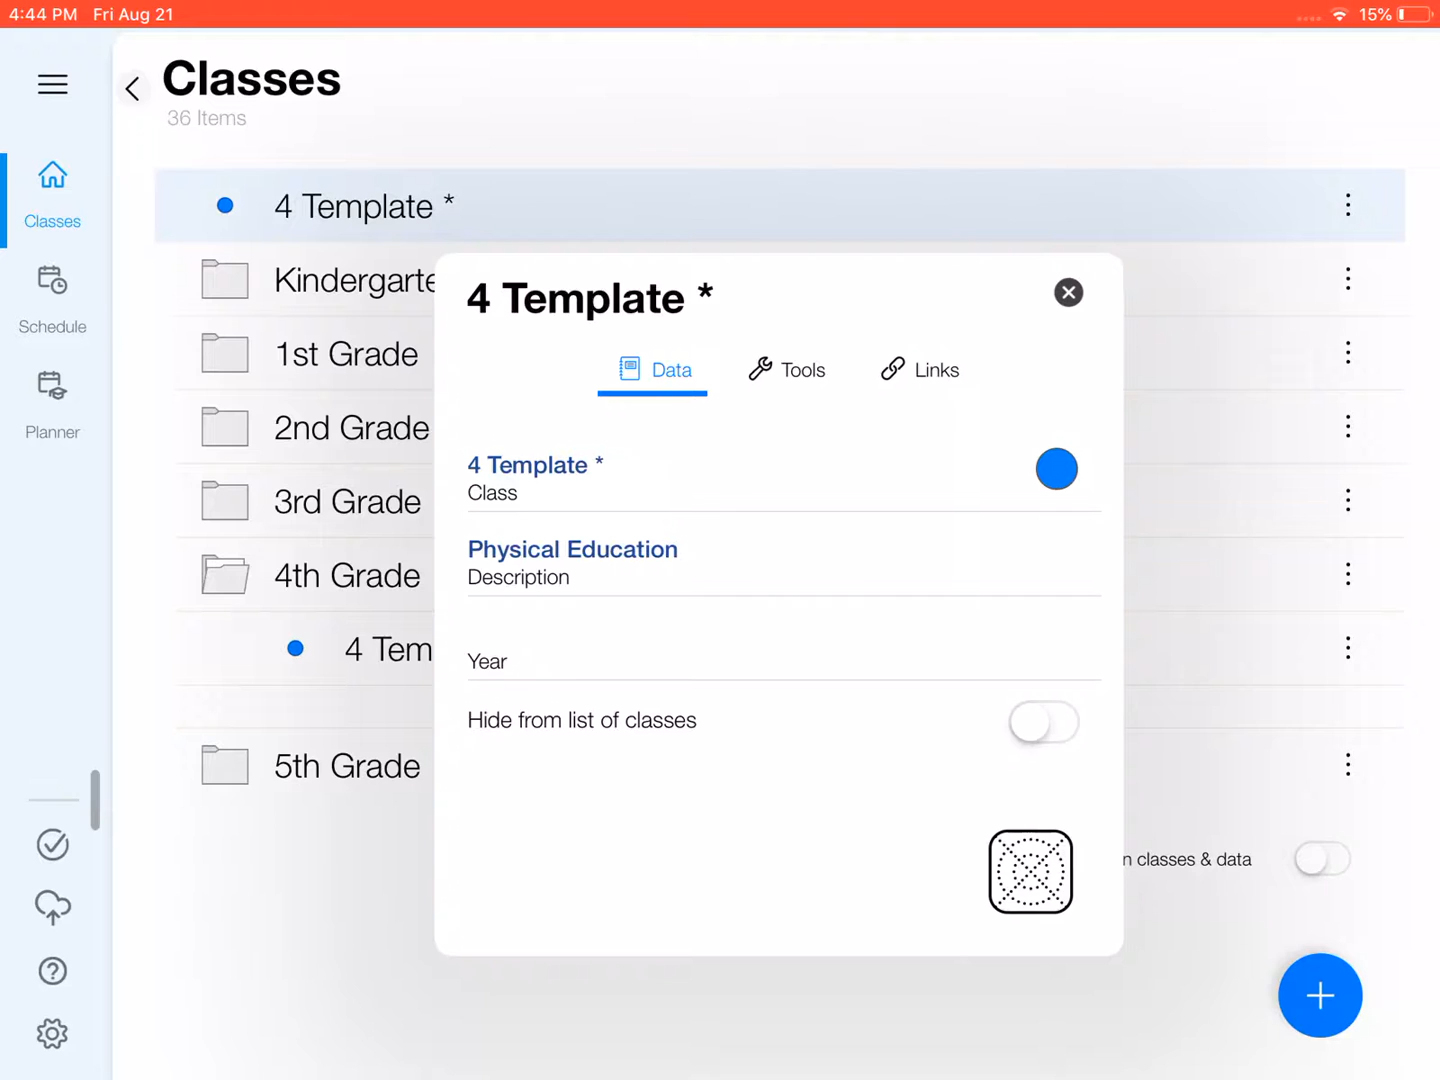 4:44 PM Fri Aug 21
15%
Classes
36 Items
Classes
Schedule
Planner
4 Template *
Kindergarte
1st Grade
2nd Grade
3rd Grade
4th Grade
4 Tem
5th Grade
4 Template *
Data
Tools
Links
4 Template *
Class
Physical Education
Description
Year
Hide from list of classes
n classes & data